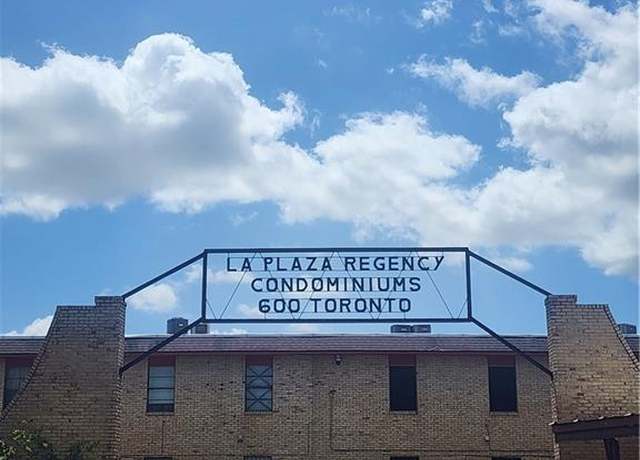 LA PLAZA REGENCY
CONDOMINIUMS
600 TORONTO